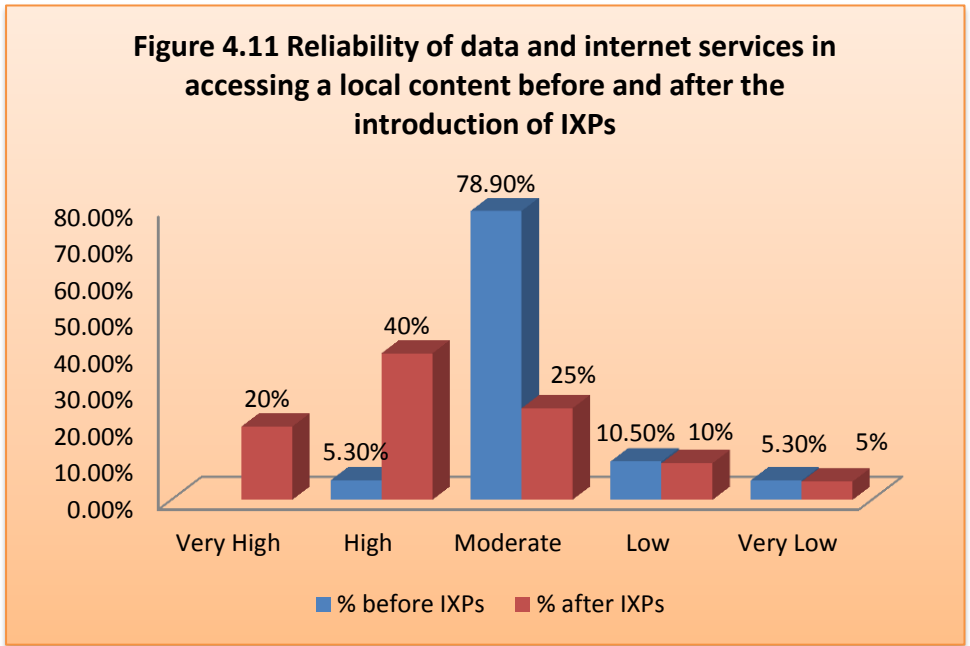 Figure 4.11 Reliability of data and internet services in
accessing a local content before and after the
introduction of IXPs
78.90%
80.00%
70.00%
60.00%
50.00%
40.00%
30.00%
20.00%
10.00%
0.00%
20%
5.30%
40%
25%
10.50%
10%
5.30%
5%
Very High
High
Moderate
Low
Very Low
% before IXPs
% after IXPs